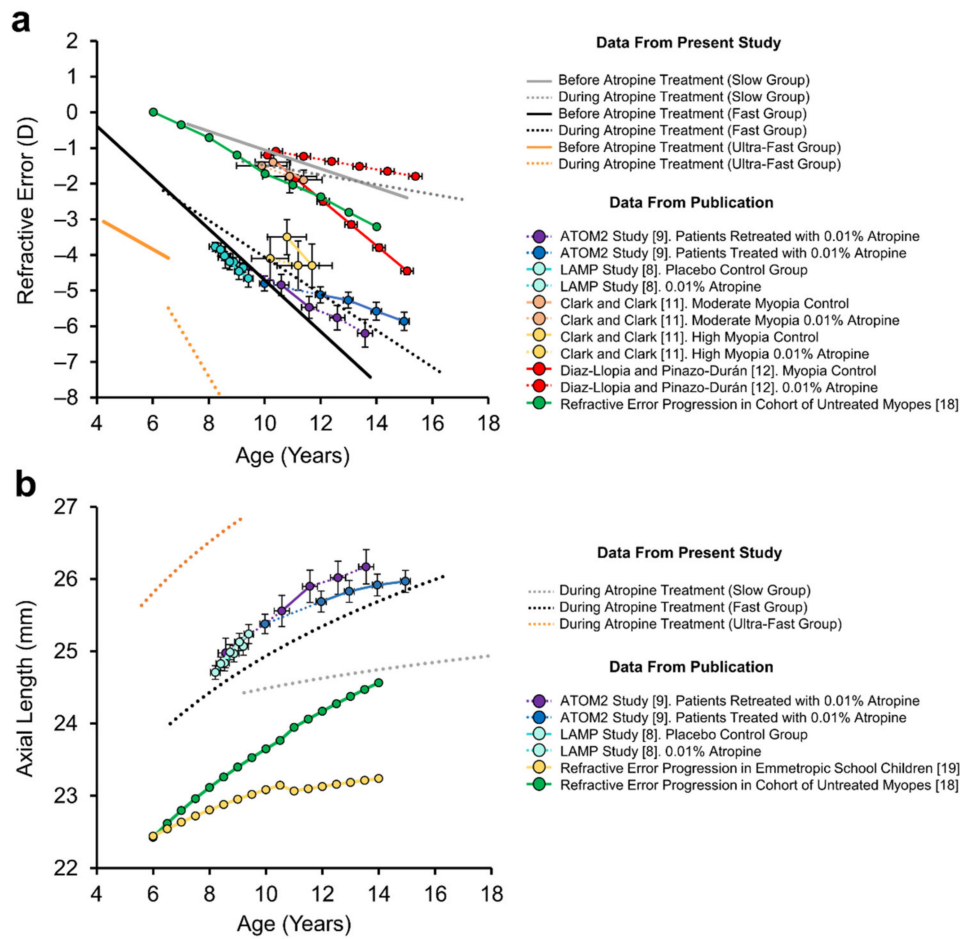 a
2
1
0
–1
–2
–3
–4
–5
–6
–7
–8
Refractive Error (D)
4
6
8
10
12
14
16
18
Age (Years)
Data From Present Study
Before Atropine Treatment (Slow Group)
During Atropine Treatment (Slow Group)
Before Atropine Treatment (Fast Group)
During Atropine Treatment (Fast Group)
Before Atropine Treatment (Ultra-Fast Group)
During Atropine Treatment (Ultra-Fast Group)
Data From Publication
ATOM2 Study [9]. Patients Retreated with 0.01% Atropine
ATOM2 Study [9]. Patients Treated with 0.01% Atropine
LAMP Study [8]. Placebo Control Group
LAMP Study [8]. 0.01% Atropine
Clark and Clark [11]. Moderate Myopia Control
Clark and Clark [11]. Moderate Myopia 0.01% Atropine
Clark and Clark [11]. High Myopia Control
Clark and Clark [11]. High Myopia 0.01% Atropine
Diaz-Llopia and Pinazo-Durán [12]. Myopia Control
Diaz-Llopia and Pinazo-Durán [12]. 0.01% Atropine
Refractive Error Progression in Cohort of Untreated Myopes [18]
b
27
26
25
24
23
22
Axial Length (mm)
4
6
8
10
12
14
16
18
Age (Years)
Data From Present Study
During Atropine Treatment (Slow Group)
During Atropine Treatment (Fast Group)
During Atropine Treatment (Ultra-Fast Group)
Data From Publication
ATOM2 Study [9]. Patients Retreated with 0.01% Atropine
ATOM2 Study [9]. Patients Treated with 0.01% Atropine
LAMP Study [8]. Placebo Control Group
LAMP Study [8]. 0.01% Atropine
Refractive Error Progression in Emmetropic School Children [19]
Refractive Error Progression in Cohort of Untreated Myopes [18]